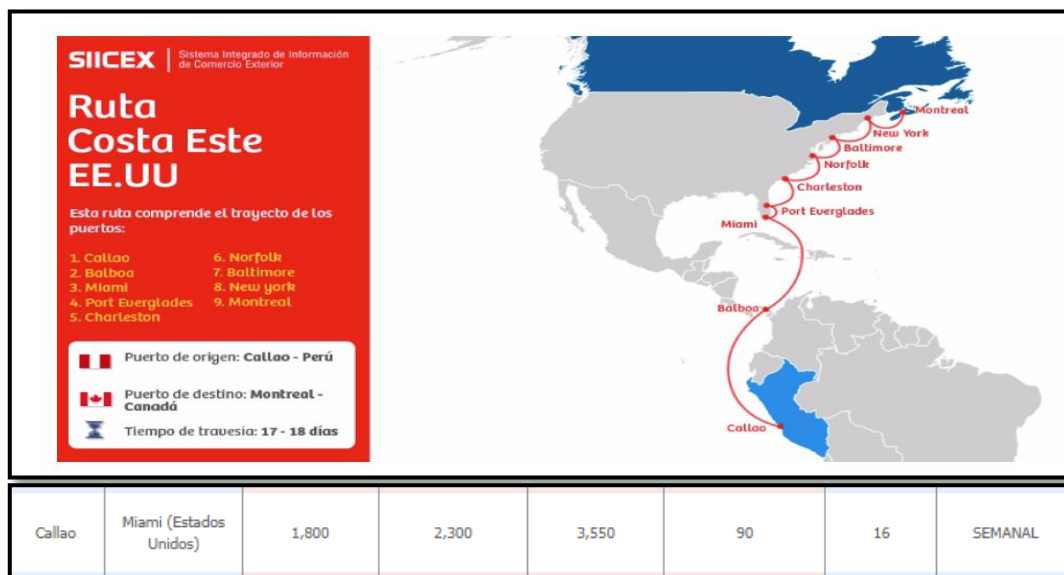 SIICEX
Sistema Integrado de Información
de Comercio Exterior
Ruta
Costa Este
EE.UU
Esta ruta comprende el trayecto de los
puertos:
1. Callao
2. Balboa
3. Miami
4. Port Everglades
5. Charleston
6. Norfolk
7. Baltimore
8. New york
9. Montreal
Puerto de origen: Callao - Perú
Puerto de destino: Montreal -
Canadá
Tiempo de travesia: 17 - 18 días
Montreal
New York
Baltimore
Norfolk
Charleston
Port Everglades
Miami
Balboa
Callao
Callao
Miami (Estados
Unidos)
1,800
2,300
3,550
90
16
SEMANAL